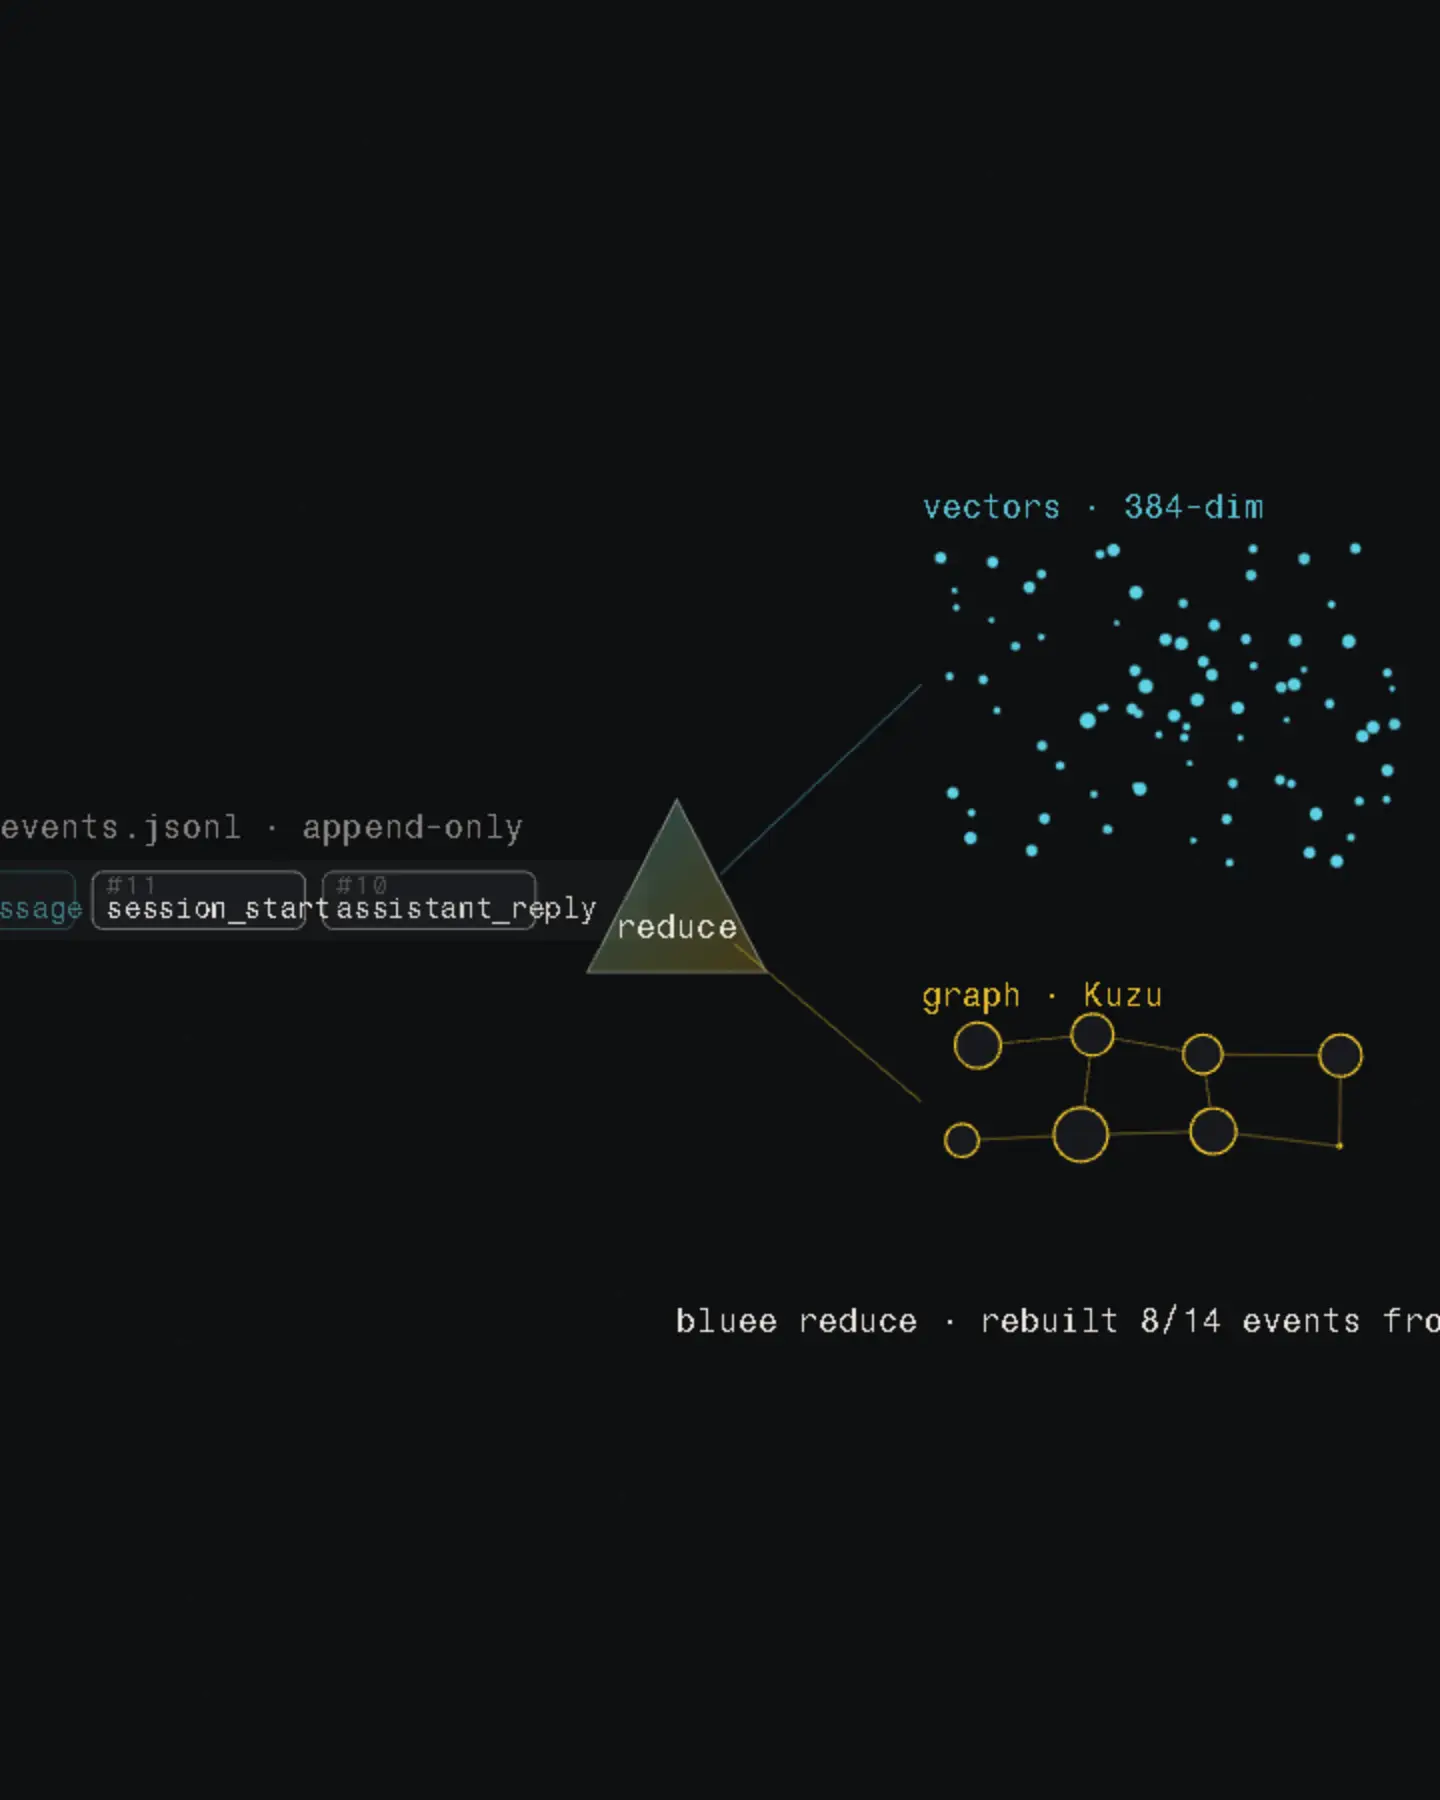 vectors · 384-dim
events.jsonl · append-only
#11
#10
ssage
session_start
assistant_reply
reduce
graph · Kuzu
bluee reduce · rebuilt 8/14 events fro